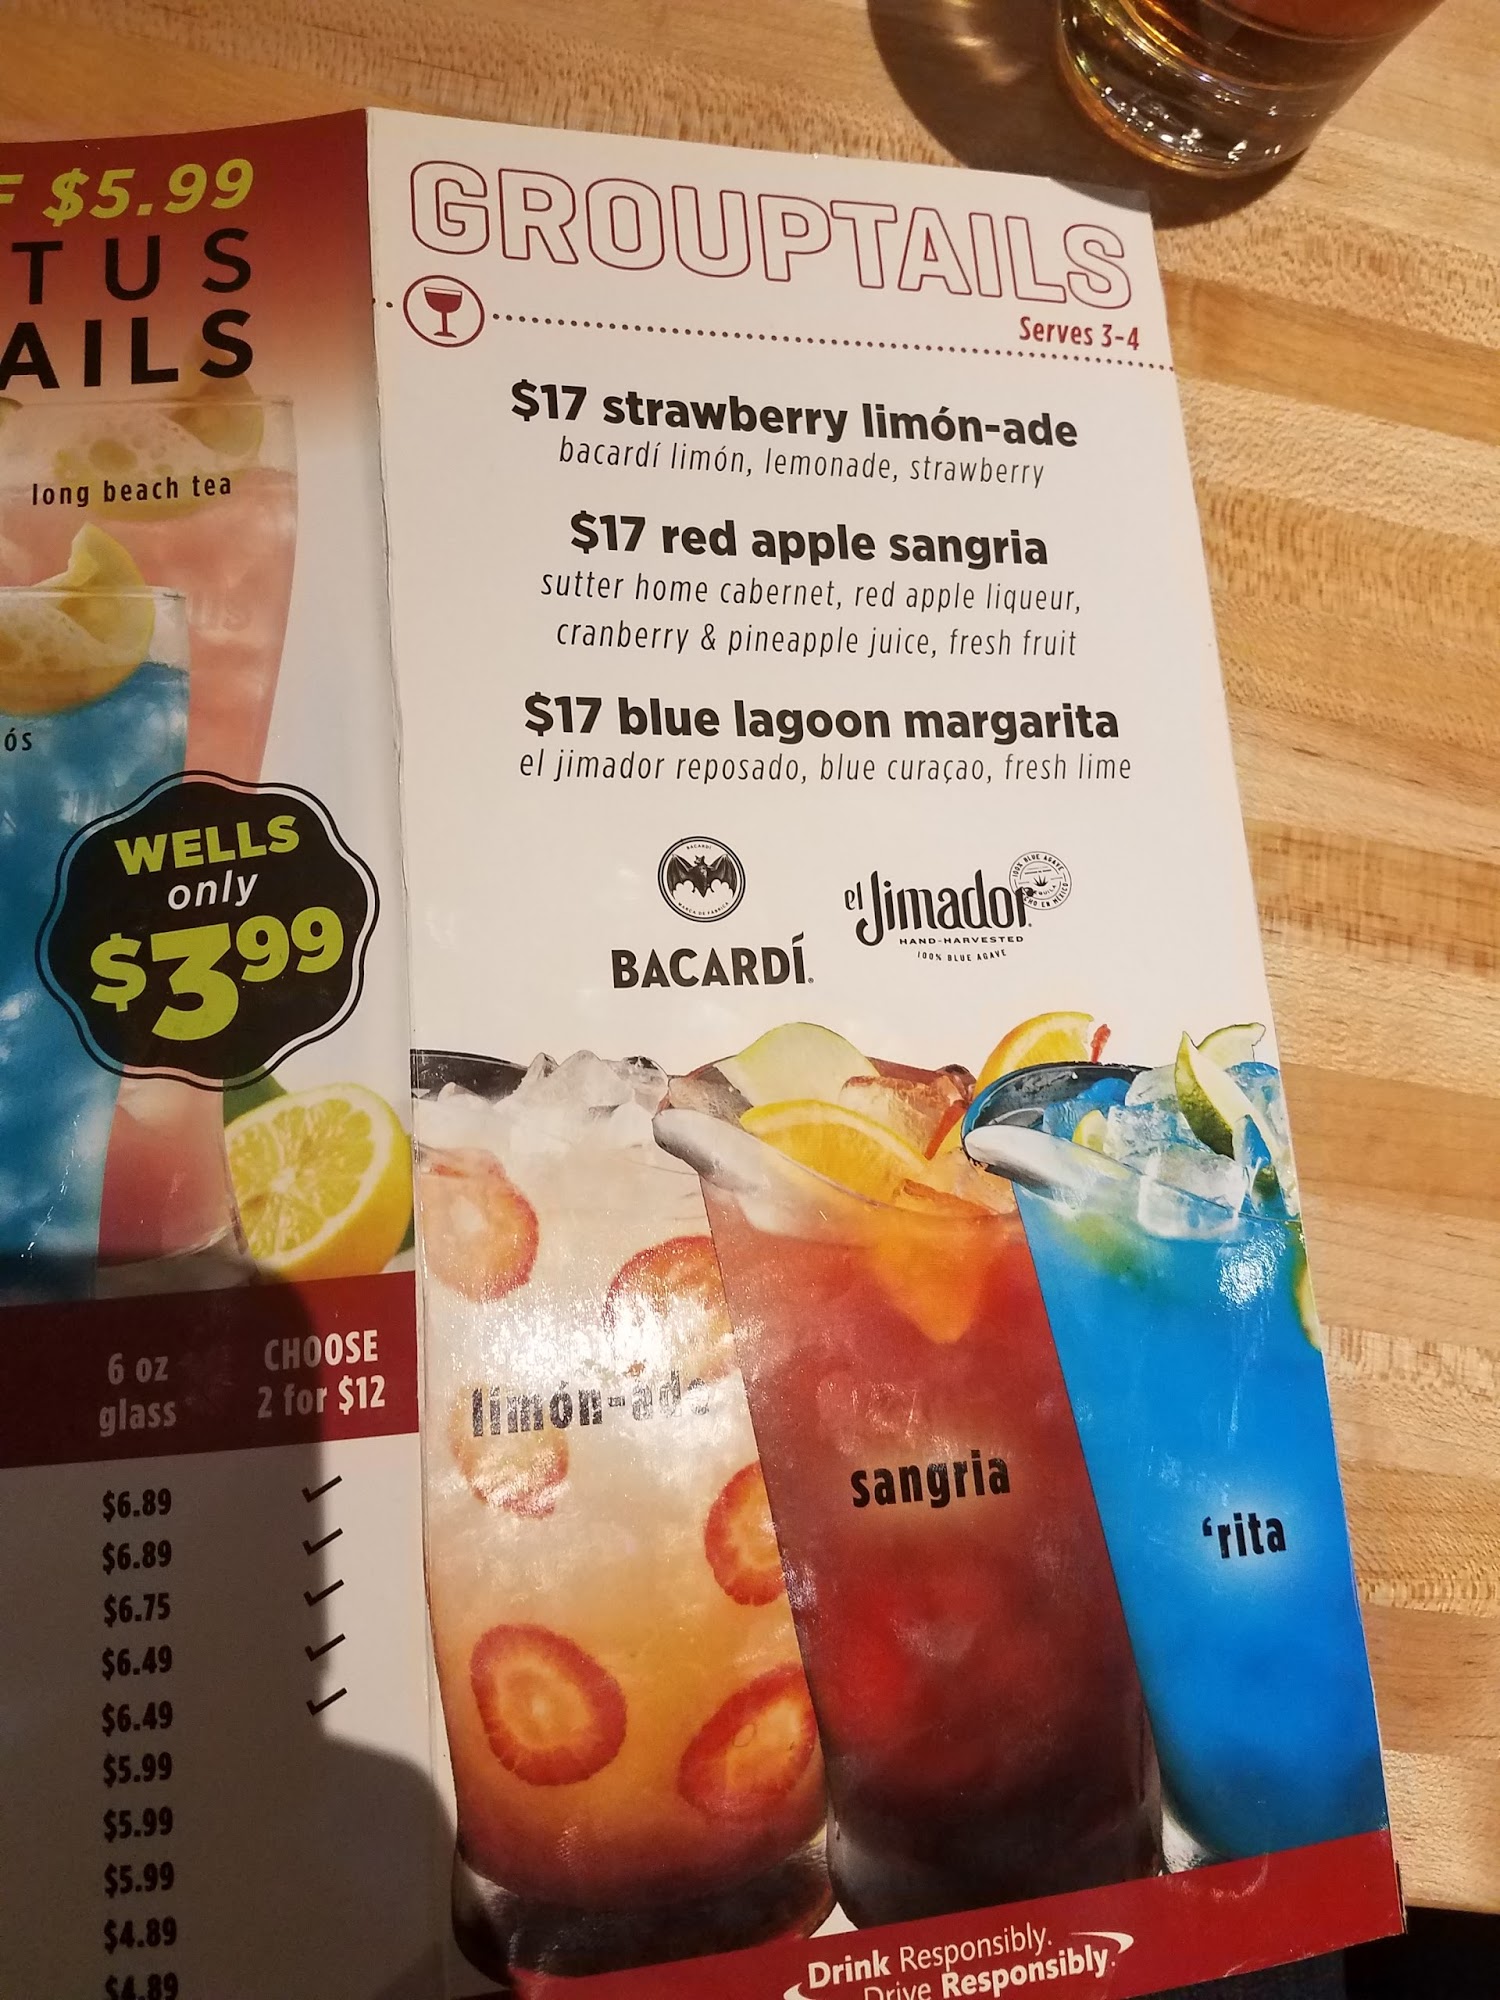 $5.99
TUS
AILS
long beach tea
ós
WELLS
only
$3.99
6 oz
glass
CHOOSE
2 for $12
$6.89
$6.89
$6.75
$6.49
$6.49
$5.99
$5.99
$5.99
$4.89
$4.89
GROUPTAILS
Serves 3-4
$17 strawberry limón-ade
bacardí limón, lemonade, strawberry
$17 red apple sangria
sutter home cabernet, red apple liqueur,
cranberry & pineapple juice, fresh fruit
$17 blue lagoon margarita
el jimador reposado, blue curaçao, fresh lime
BACARDÍ
BACARDÍ.
el Jimador
HAND-HARVESTED
100% BLUE AGAVE
limón-ade
sangria
‘rita
Drink Responsibly.
Drive Responsibly.